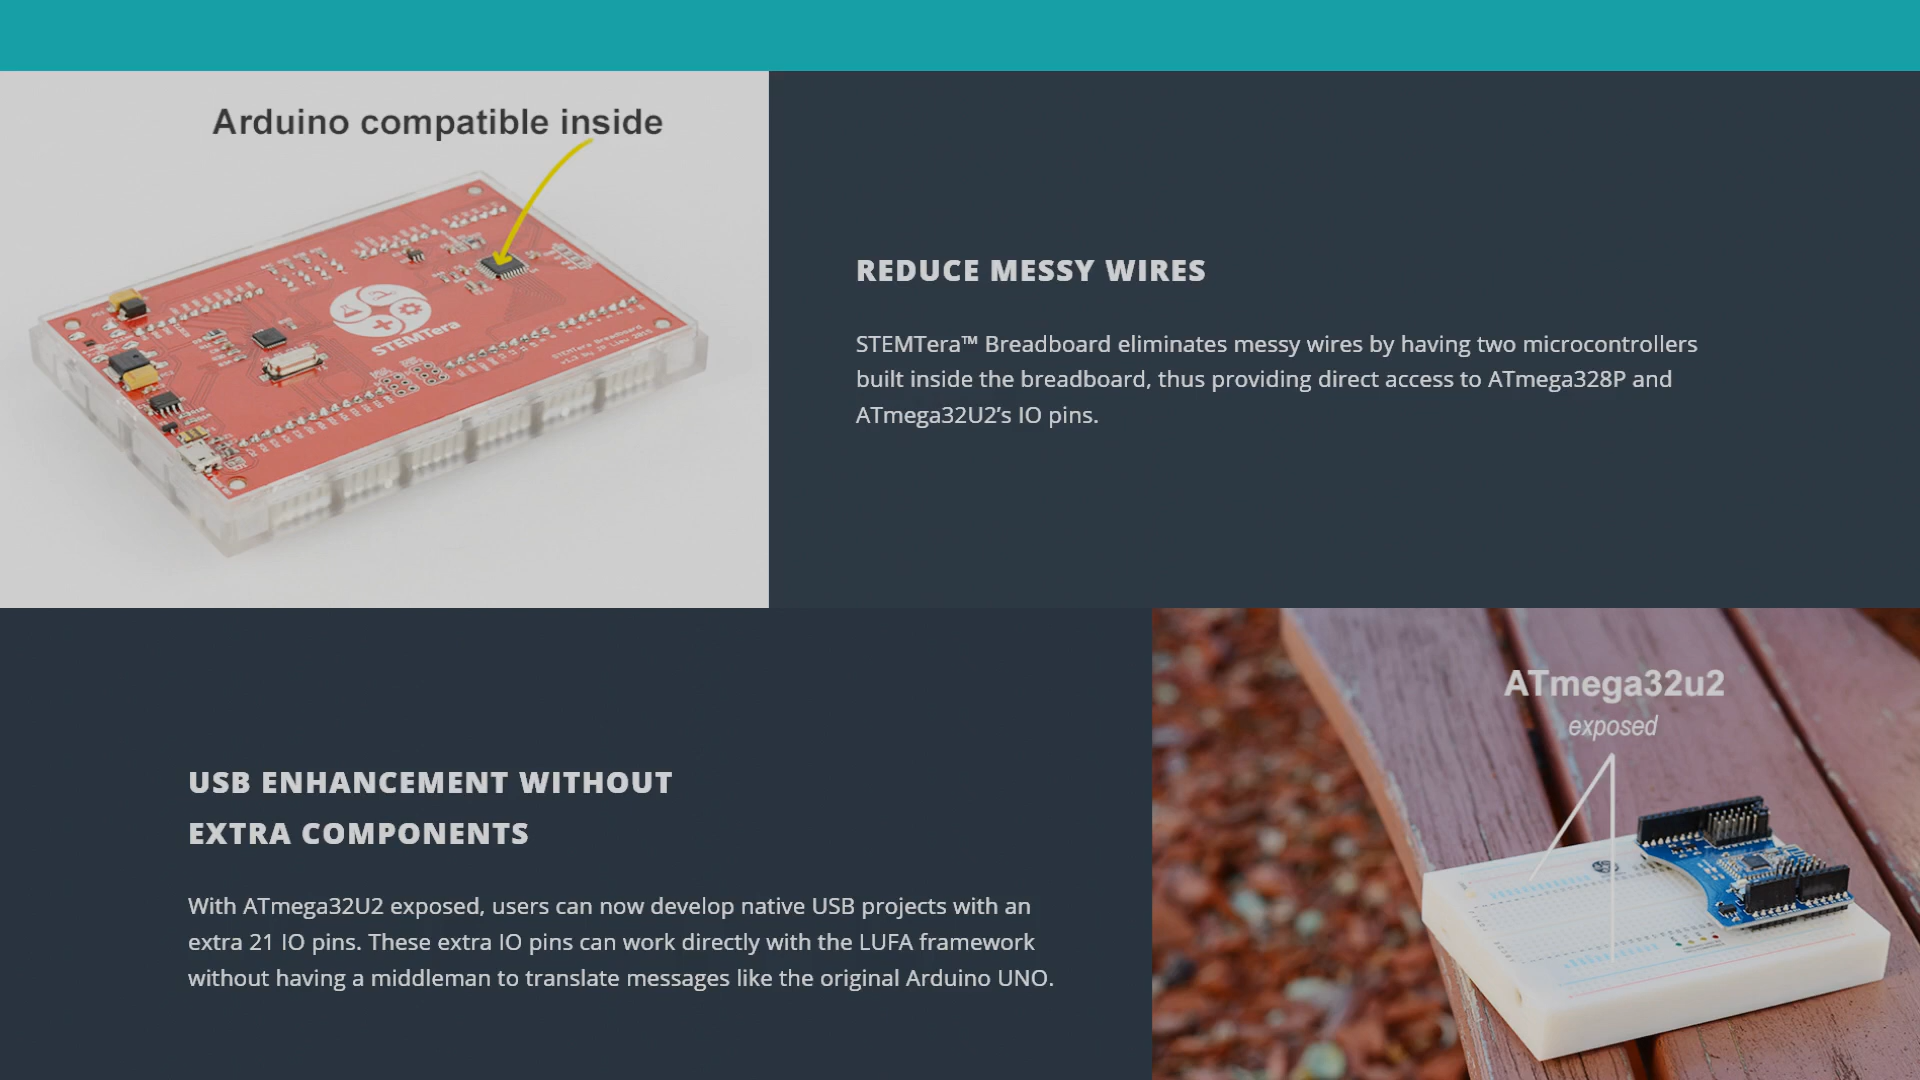 Arduino compatible inside
STEMTera
STEMTera Breadboard
REDUCE MESSY WIRES
STEMTera™ Breadboard eliminates messy wires by having two microcontrollers
built inside the breadboard, thus providing direct access to ATmega328P and
ATmega32U2’s IO pins.
USB ENHANCEMENT WITHOUT
EXTRA COMPONENTS
With ATmega32U2 exposed, users can now develop native USB projects with an
extra 21 IO pins. These extra IO pins can work directly with the LUFA framework
without having a middleman to translate messages like the original Arduino UNO.
ATmega32u2
exposed